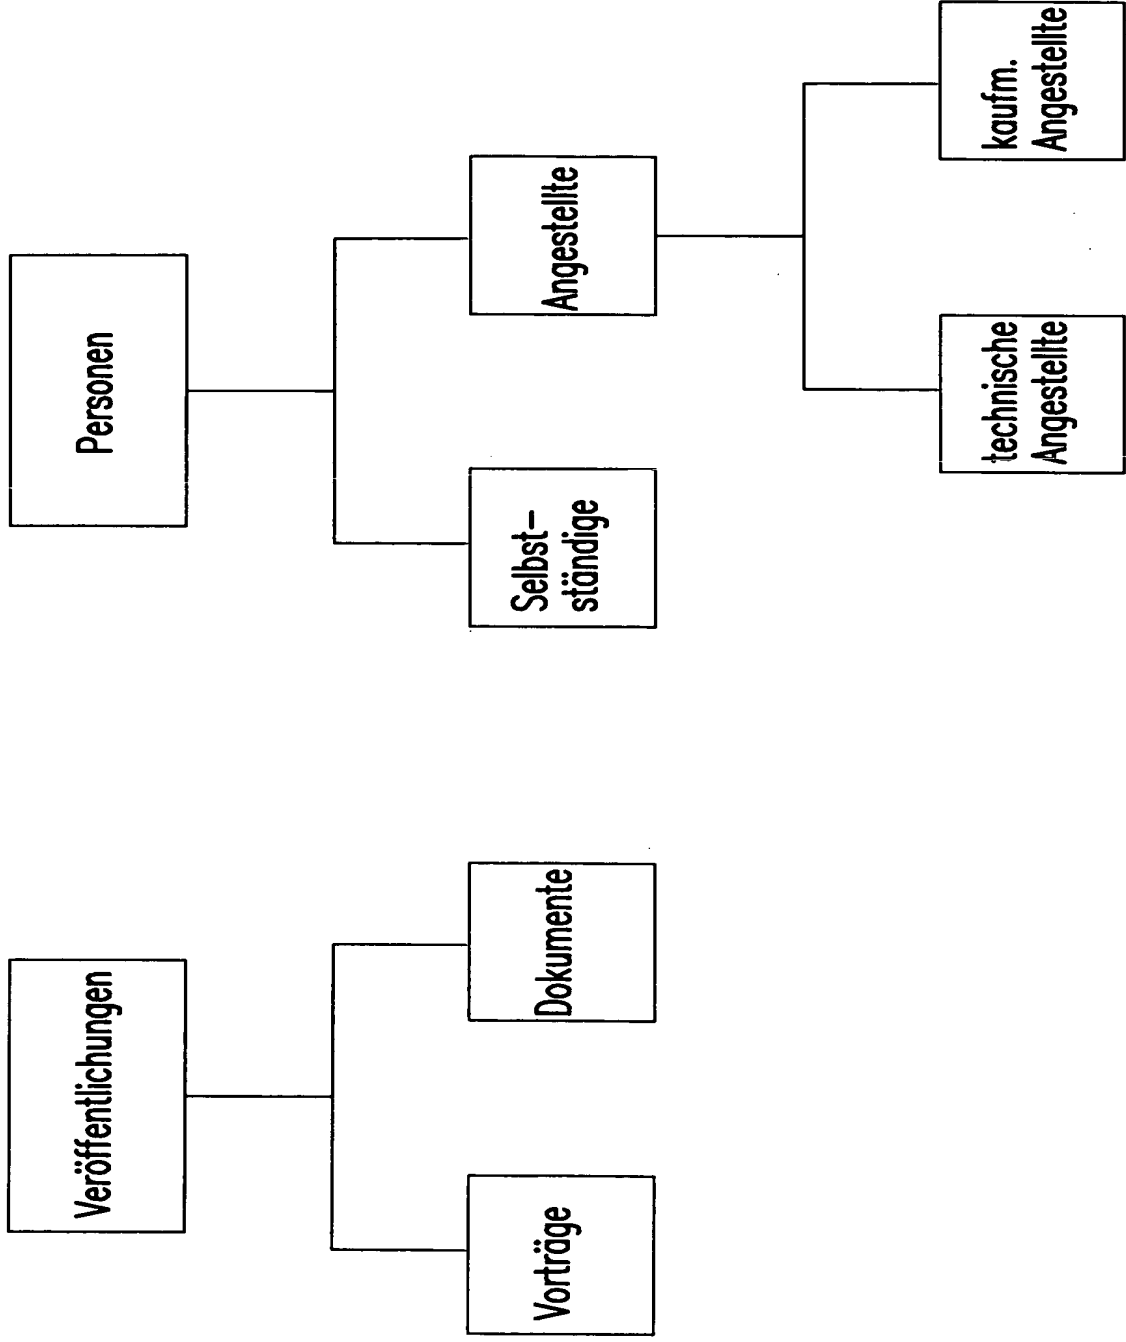 Veröffentlichungen
Vorträge
Dokumente
Personen
Selbst–
ständige
Angestellte
technische
Angestellte
kaufm.
Angestellte